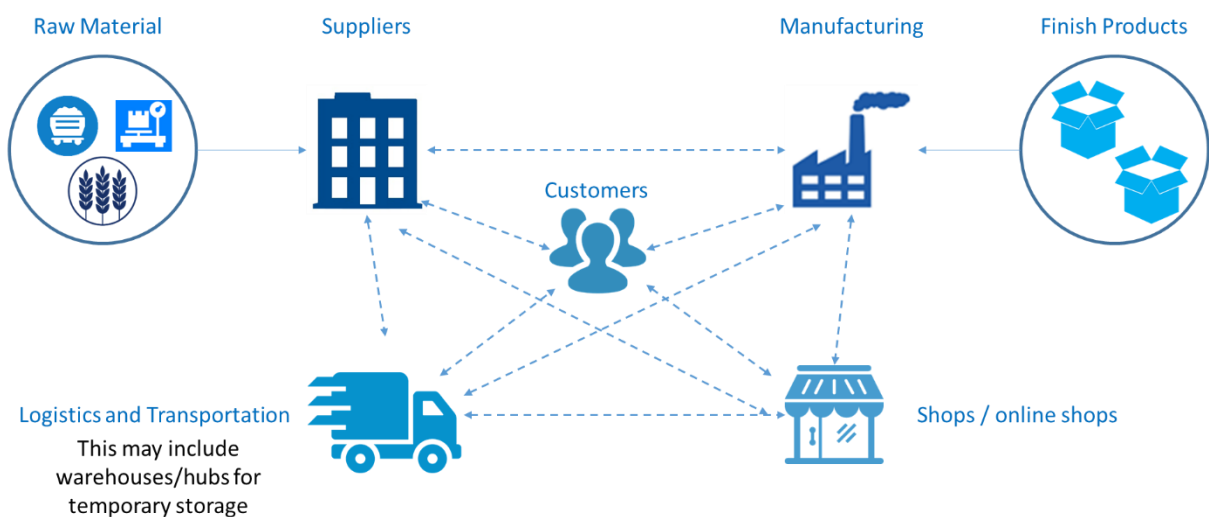 Raw Material
Suppliers
Manufacturing
Finish Products
Customers
Logistics and Transportation
This may include
warehouses/hubs for
temporary storage
Shops / online shops